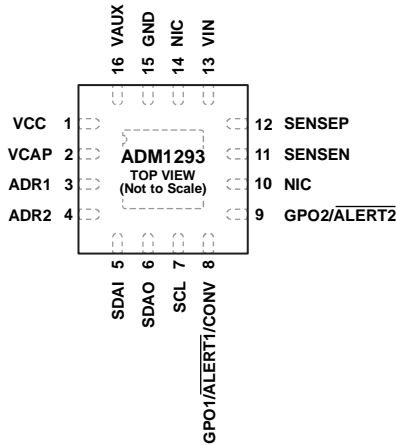 16 VAUX
15 GND
14 NIC
13 VIN
VCC 1
VCAP 2
ADR1 3
ADR2 4
ADM1293
TOP VIEW
(Not to Scale)
12 SENSEP
11 SENSEN
10 NIC
9 GPO2/ALERT2
SDAI 5
SDAO 6
SCL 7
GPO1/ALERT1/CONV 8